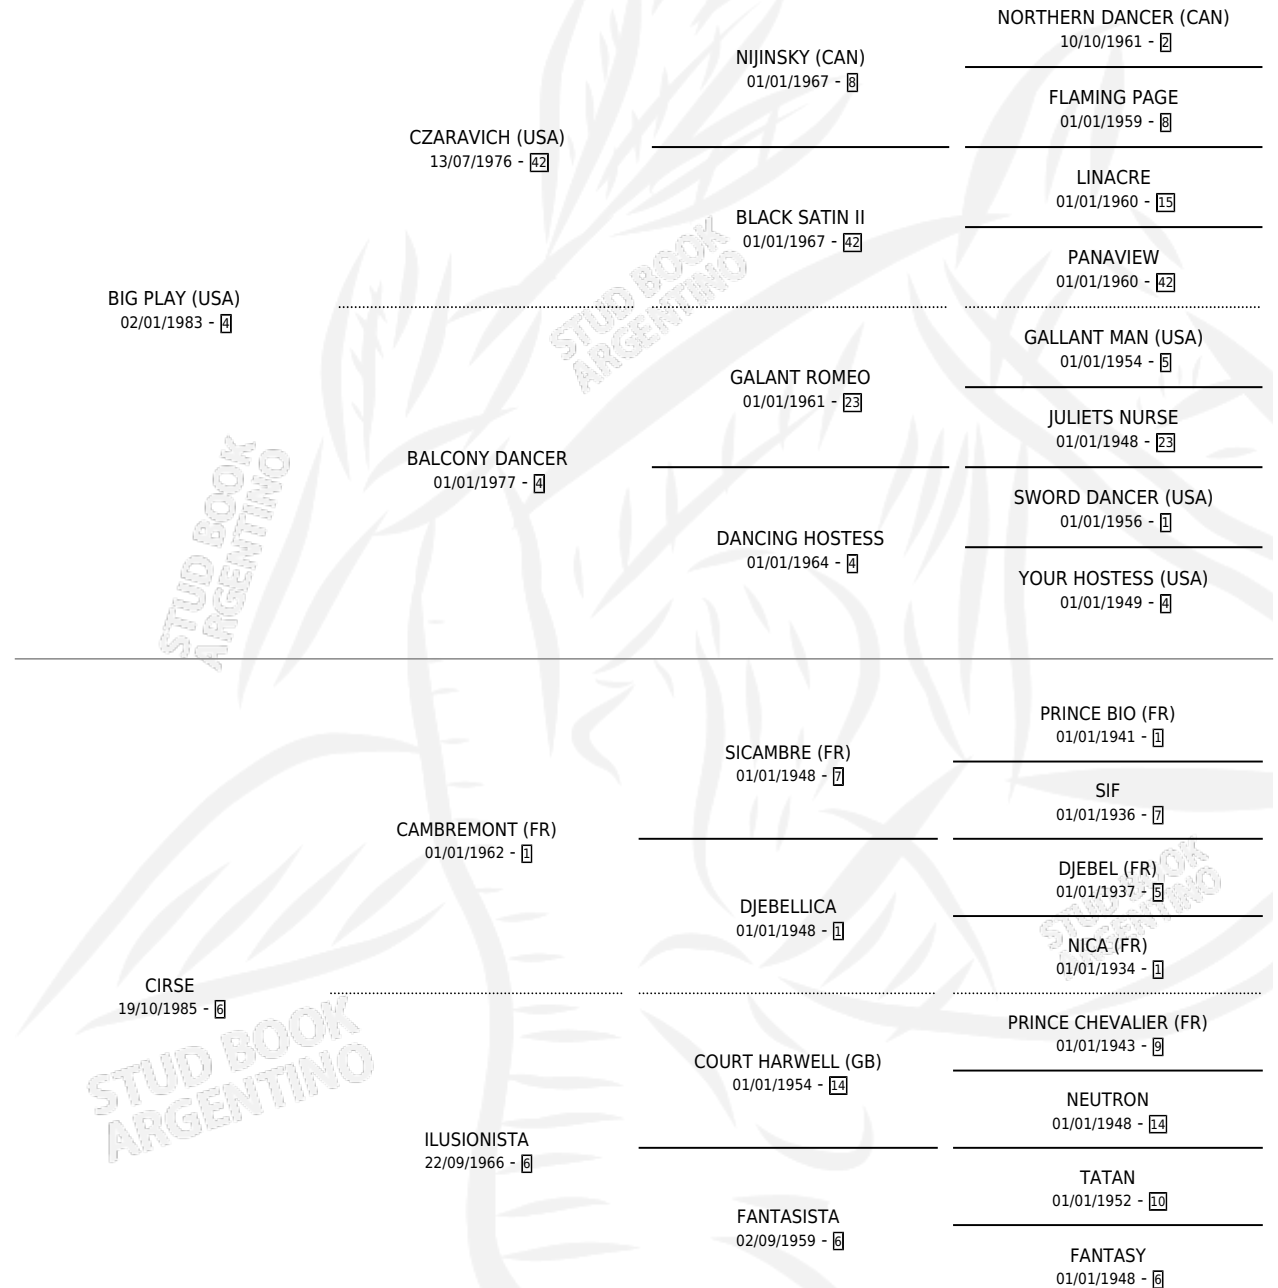 NORTHERN DANCER (CAN)
10/10/1961 - 2
NIJINSKY (CAN)
01/01/1967 - 8
FLAMING PAGE
01/01/1959 - 8
CZARAVICH (USA)
13/07/1976 - 42
LINACRE
01/01/1960 - 15
BLACK SATIN II
01/01/1967 - 42
PANAVIEW
01/01/1960 - 42
BIG PLAY (USA)
02/01/1983 - 4
GALLANT MAN (USA)
01/01/1954 - 5
GALANT ROMEO
01/01/1961 - 23
JULIETS NURSE
01/01/1948 - 23
BALCONY DANCER
01/01/1977 - 4
SWORD DANCER (USA)
01/01/1956 - 1
DANCING HOSTESS
01/01/1964 - 4
YOUR HOSTESS (USA)
01/01/1949 - 4
PRINCE BIO (FR)
01/01/1941 - 1
SICAMBRE (FR)
01/01/1948 - 7
SIF
01/01/1936 - 7
CAMBREMONT (FR)
01/01/1962 - 1
DJEBEL (FR)
01/01/1937 - 5
DJEBELLICA
01/01/1948 - 1
NICA (FR)
01/01/1934 - 1
CIRSE
19/10/1985 - 6
PRINCE CHEVALIER (FR)
01/01/1943 - 9
COURT HARWELL (GB)
01/01/1954 - 14
NEUTRON
01/01/1948 - 14
ILUSIONISTA
22/09/1966 - 6
TATAN
01/01/1952 - 10
FANTASISTA
02/09/1959 - 6
FANTASY
01/01/1948 - 6
STUD BOOK
ARGENTINO
STUD BOOK
ARGENTINO
STUD BOOK
ARGENTINO
STUD BOOK
ARGENTINO